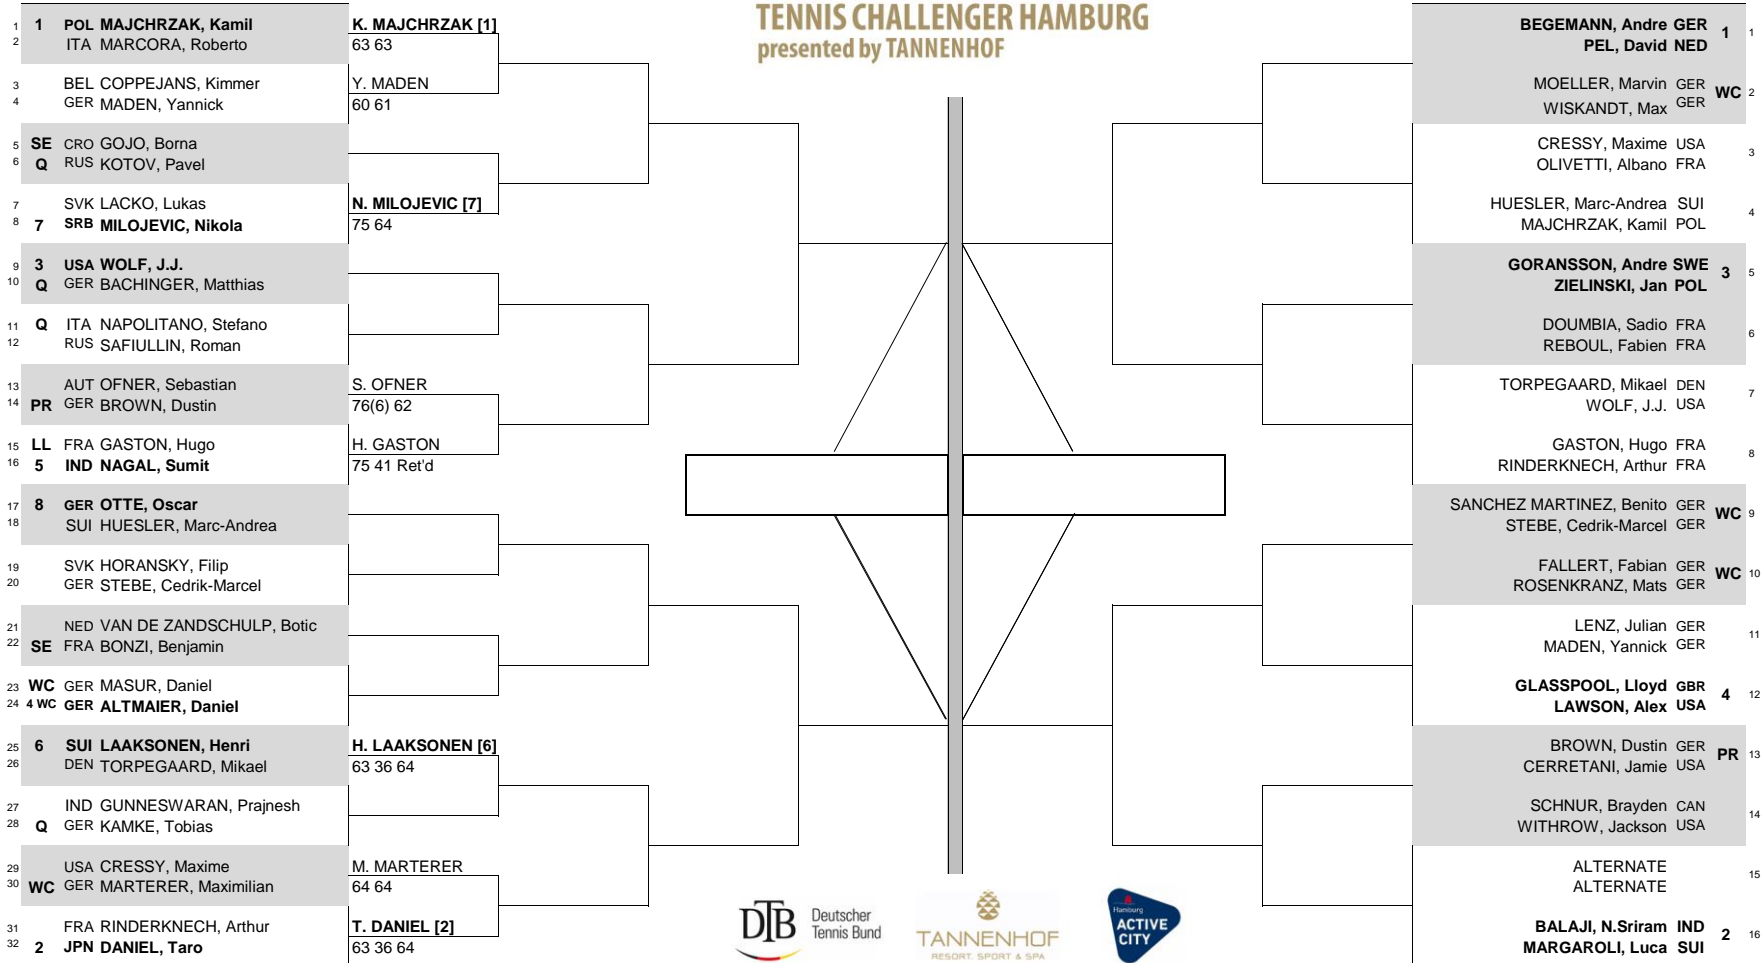 TENNIS CHALLENGER HAMBURG
presented by TANNENHOF
1 1 POL MAJCHRZAK, Kamil
2 ITA MARCORA, Roberto
3 BEL COPPEJANS, Kimmer
4 GER MADEN, Yannick
5 SE CRO GOJO, Borna
6 Q RUS KOTOV, Pavel
7 SVK LACKO, Lukas
8 7 SRB MILOJEVIC, Nikola
9 3 USA WOLF, J.J.
10 Q GER BACHINGER, Matthias
11 Q ITA NAPOLITANO, Stefano
12 RUS SAFIULLIN, Roman
13 AUT OFNER, Sebastian
14 PR GER BROWN, Dustin
15 LL FRA GASTON, Hugo
16 5 IND NAGAL, Sumit
17 8 GER OTTE, Oscar
18 SUI HUESLER, Marc-Andrea
19 SVK HORANSKY, Filip
20 GER STEBE, Cedrik-Marcel
21 NED VAN DE ZANDSCHULP, Botic
22 SE FRA BONZI, Benjamin
23 WC GER MASUR, Daniel
24 4 WC GER ALTMAIER, Daniel
25 6 SUI LAAKSONEN, Henri
26 DEN TORPEGAARD, Mikael
27 IND GUNNESWARAN, Prajnesh
28 Q GER KAMKE, Tobias
29 USA CRESSY, Maxime
30 WC GER MARTERER, Maximilian
31 FRA RINDERKNECH, Arthur
32 2 JPN DANIEL, Taro
K. MAJCHRZAK [1]
63 63
Y. MADEN
60 61
N. MILOJEVIC [7]
75 64
S. OFNER
76(6) 62
H. GASTON
75 41 Ret'd
H. LAAKSONEN [6]
63 36 64
M. MARTERER
64 64
T. DANIEL [2]
63 36 64
BEGEMANN, Andre GER 1 1
PEL, David NED
MOELLER, Marvin GER WC 2
WISKANDT, Max GER
CRESSY, Maxime USA 3
OLIVETTI, Albano FRA
HUESLER, Marc-Andrea SUI 4
MAJCHRZAK, Kamil POL
GORANSSON, Andre SWE 3 5
ZIELINSKI, Jan POL
DOUMBIA, Sadio FRA 6
REBOUL, Fabien FRA
TORPEGAARD, Mikael DEN 7
WOLF, J.J. USA
GASTON, Hugo FRA 8
RINDERKNECH, Arthur FRA
SANCHEZ MARTINEZ, Benito GER WC 9
STEBE, Cedrik-Marcel GER
FALLERT, Fabian GER WC 10
ROSENKRANZ, Mats GER
LENZ, Julian GER 11
MADEN, Yannick GER
GLASSPOOL, Lloyd GBR 4 12
LAWSON, Alex USA
BROWN, Dustin GER PR 13
CERRETANI, Jamie USA
SCHNUR, Brayden CAN 14
WITHROW, Jackson USA
ALTERNATE 15
ALTERNATE
BALAJI, N.Sriram IND 2 16
MARGAROLI, Luca SUI
DTB Deutscher
Tennis Bund
TANNENHOF
RESORT. SPORT & SPA
Hamburg
ACTIVE
CITY